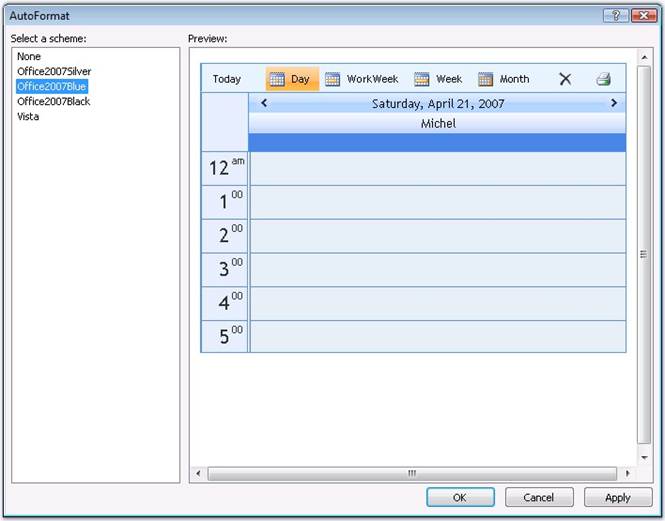 AutoFormat
Select a scheme:
None
Office2007Silver
Office2007Blue
Office2007Black
Vista
Preview:
Today Day WorkWeek Week Month
Saturday, April 21, 2007
Michel
12 am
1 00
2 00
3 00
4 00
5 00
OK Cancel Apply